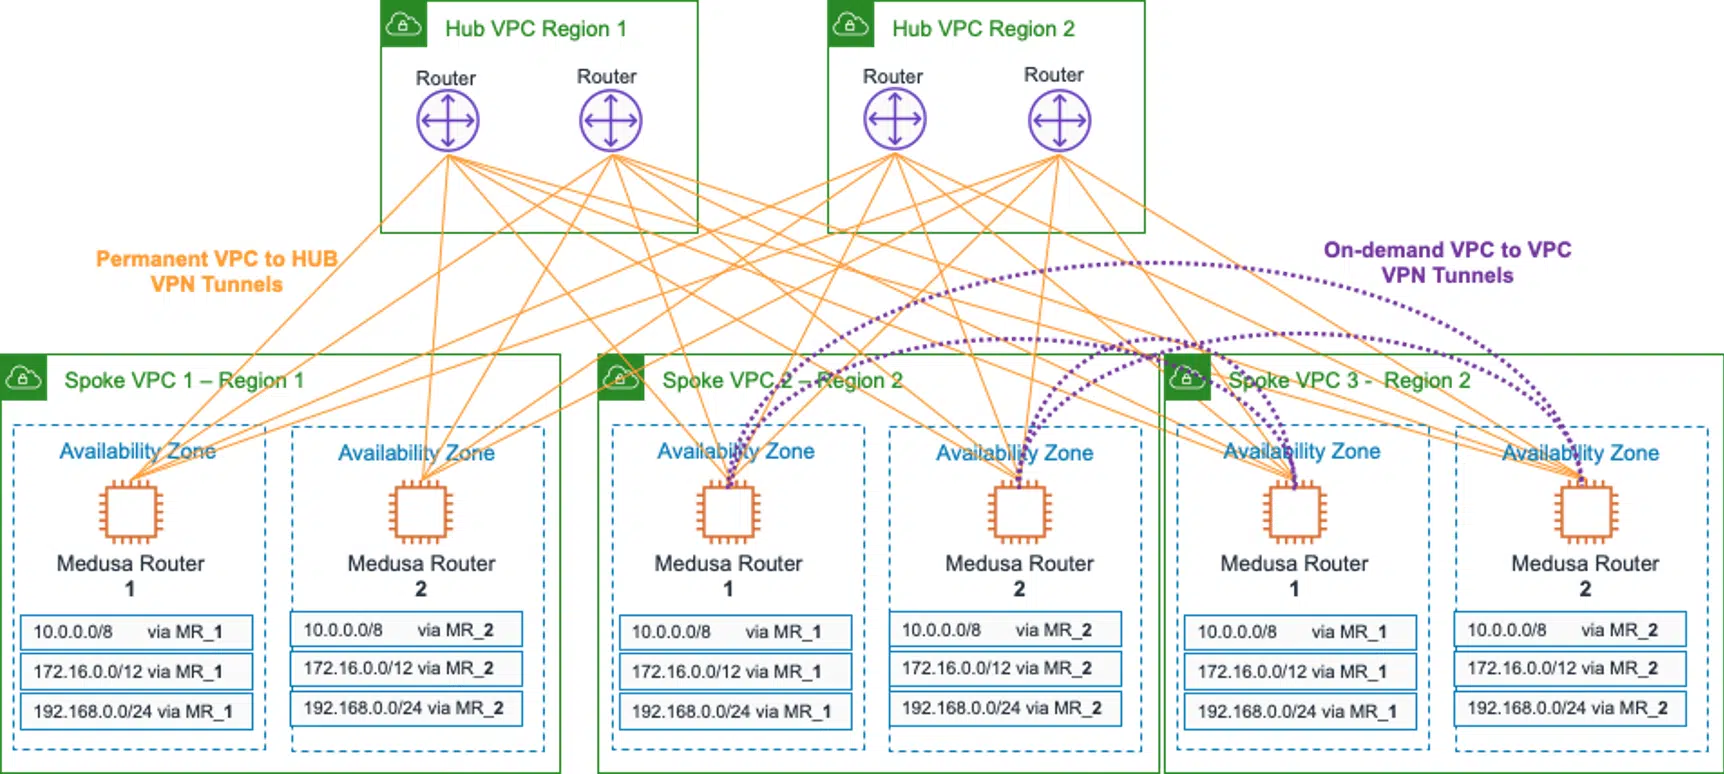 Hub VPC Region 1
Router
Router
Hub VPC Region 2
Router
Router
Permanent VPC to HUB
VPN Tunnels
On-demand VPC to VPC
VPN Tunnels
Spoke VPC 1 – Region 1
Availability Zone
Medusa Router
1
10.0.0.0/8 via MR_1
172.16.0.0/12 via MR_1
192.168.0.0/24 via MR_1
Availability Zone
Medusa Router
2
10.0.0.0/8 via MR_2
172.16.0.0/12 via MR_2
192.168.0.0/24 via MR_2
Spoke VPC 2 – Region 2
Availability Zone
Medusa Router
1
10.0.0.0/8 via MR_1
172.16.0.0/12 via MR_1
192.168.0.0/24 via MR_1
Availability Zone
Medusa Router
2
10.0.0.0/8 via MR_2
172.16.0.0/12 via MR_2
192.168.0.0/24 via MR_2
Spoke VPC 3 - Region 2
Availability Zone
Medusa Router
1
10.0.0.0/8 via MR_1
172.16.0.0/12 via MR_1
192.168.0.0/24 via MR_1
Availability Zone
Medusa Router
2
10.0.0.0/8 via MR_2
172.16.0.0/12 via MR_2
192.168.0.0/24 via MR_2